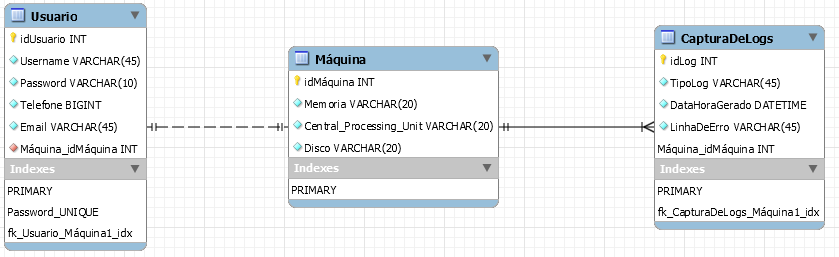 Usuario
idUsuario INT
Username VARCHAR(45)
Password VARCHAR(10)
Telefone BIGINT
Email VARCHAR(45)
Máquina_idMáquina INT
Indexes
PRIMARY
Password_UNIQUE
fk_Usuario_Máquina1_idx
Máquina
idMáquina INT
Memoria VARCHAR(20)
Central_Processing_Unit VARCHAR(20)
Disco VARCHAR(20)
Indexes
PRIMARY
CapturaDeLogs
idLog INT
TipoLog VARCHAR(45)
DataHoraGerado DATETIME
LinhaDeErro VARCHAR(45)
Máquina_idMáquina INT
Indexes
PRIMARY
fk_CapturaDeLogs_Máquina1_idx